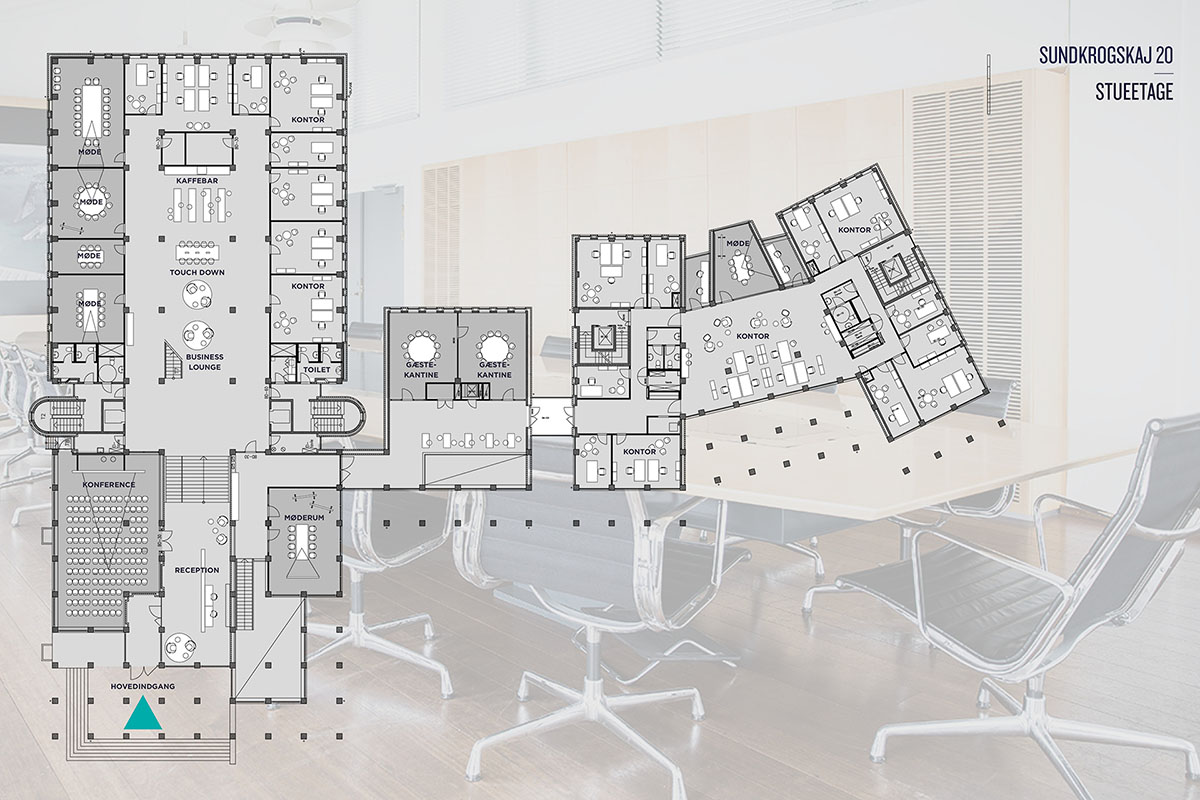 SUNDKROGSKAJ 20
STUEETAGE
KONTOR
MØDE
KAFFEBAR
MØDE
MØDE
TOUCH DOWN
KONTOR
MØDE
BUSINESS
LOUNGE
TOILET
GÆSTE-
KANTINE
GÆSTE-
KANTINE
KONTOR
MØDE
KONTOR
KONTOR
KONFERENCE
MØDERUM
RECEPTION
HOVEDINDGANG